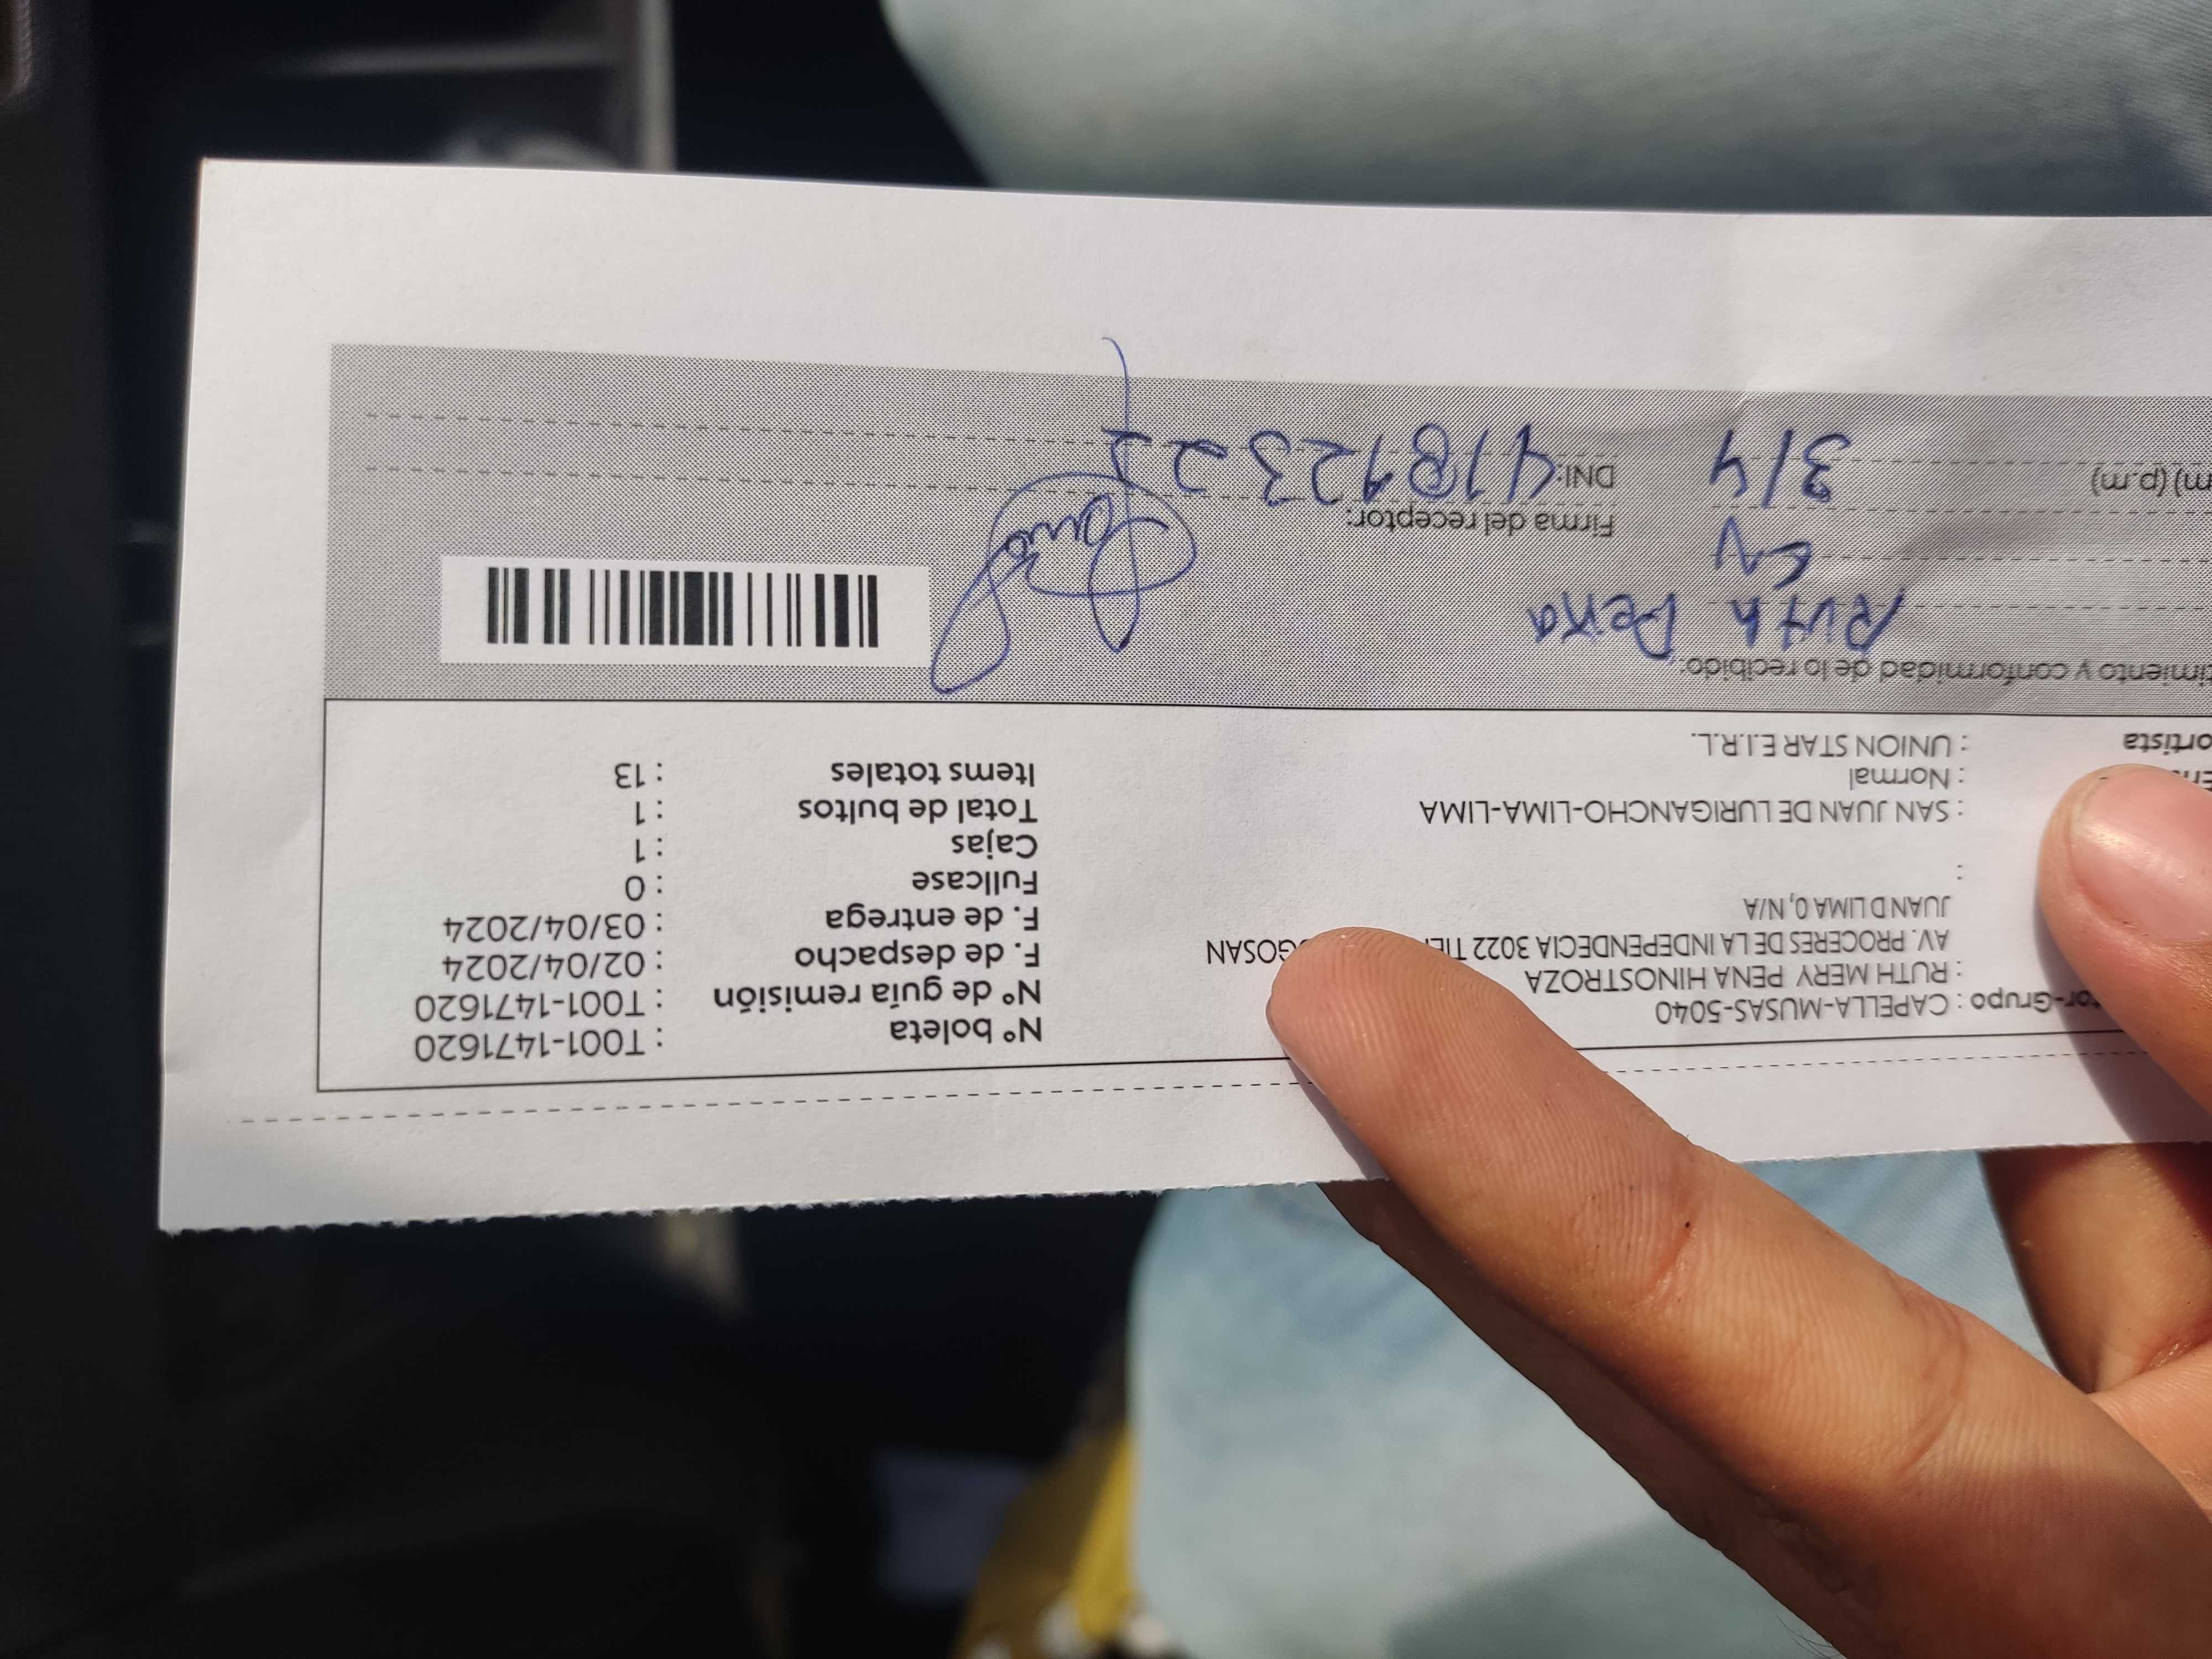 Nº boleta : T001-1471620
Nº de guía remisión : T001-1471620
F. de despacho : 02/04/2024
F. de entrega : 03/04/2024
Fullcase : 0
Cajas : 1
Total de bultos : 1
Items totales : 13
tor-Grupo : CAPELLA-MUSAS-5040
: RUTH MERY PENA HINOSTROZA
AV. PROCERES DE LA INDEPENDECIA 3022 GOSAN
JUAN D LIMA 0, N/A
:
: SAN JUAN DE LURIGANCHO-LIMA-LIMA
: Normal
ortista : UNION STAR E.I.R.L.
timiento y conformidad de lo recibido:
Ruth Peña
Firma del receptor:
m) (p.m) 3/4
DNI: